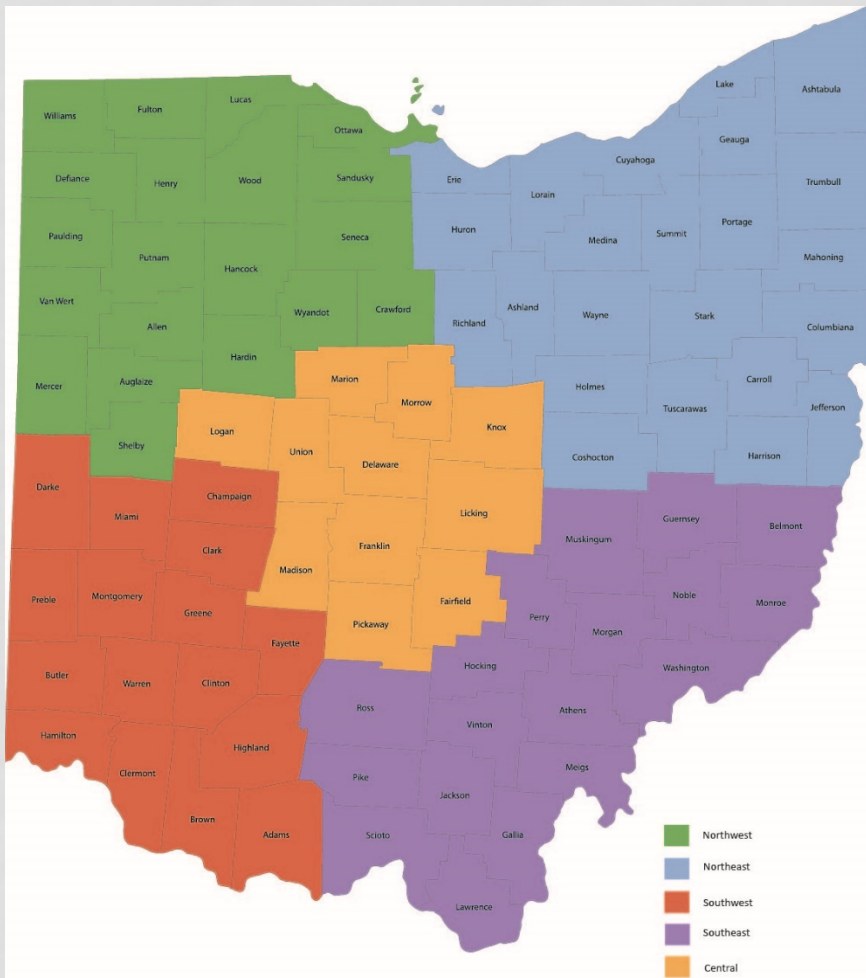 Lake
Ashtabula
Lucas
Fulton
Williams
Ottawa
Geauga
Cuyahoga
Defiance
Henry
Wood
Sandusky
Erie
Lorain
Trumbull
Paulding
Seneca
Huron
Medina
Summit
Portage
Putnam
Hancock
Mahoning
Van Wert
Allen
Wyandot
Crawford
Richland
Ashland
Wayne
Stark
Columbiana
Mercer
Auglaize
Hardin
Marion
Morrow
Holmes
Carroll
Tuscarawas
Jefferson
Shelby
Logan
Union
Knox
Delaware
Coshocton
Harrison
Darke
Champaign
Miami
Licking
Guernsey
Belmont
Clark
Franklin
Muskingum
Madison
Preble
Montgomery
Greene
Fairfield
Noble
Monroe
Pickaway
Perry
Morgan
Fayette
Hocking
Washington
Butler
Warren
Clinton
Ross
Athens
Vinton
Hamilton
Highland
Clermont
Pike
Meigs
Jackson
Brown
Adams
Scioto
Gallia
Lawrence
Northwest
Northeast
Southwest
Southeast
Central